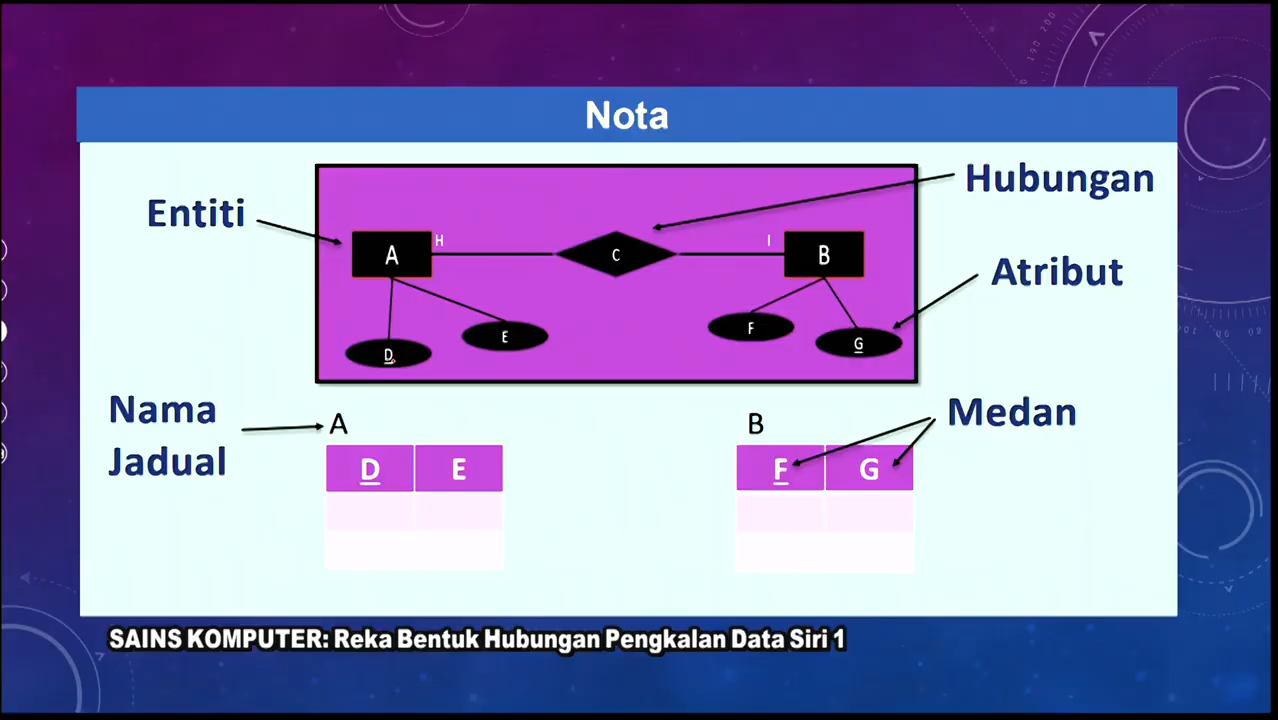 Nota
Hubungan
Entiti
A
H
C
I
B
Atribut
D
E
F
G
Nama
Jadual
A
B
Medan
D E
F G
SAINS KOMPUTER: Reka Bentuk Hubungan Pengkalan Data Siri 1